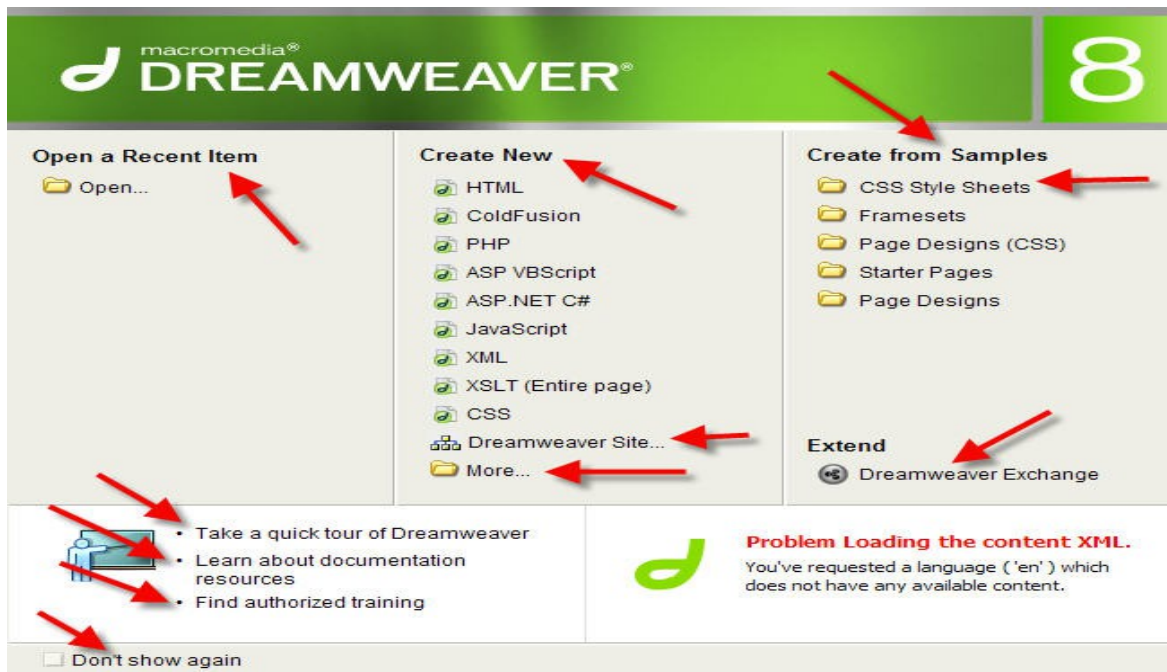 macromedia®
DREAMWEAVER®
8
Open a Recent Item
Open...
Create New
HTML
ColdFusion
PHP
ASP VBScript
ASP.NET C#
JavaScript
XML
XSLT (Entire page)
CSS
Dreamweaver Site...
More...
Create from Samples
CSS Style Sheets
Framesets
Page Designs (CSS)
Starter Pages
Page Designs
Extend
Dreamweaver Exchange
• Take a quick tour of Dreamweaver
• Learn about documentation
resources
• Find authorized training
Problem Loading the content XML.
You've requested a language ( 'en' ) which
does not have any available content.
Don't show again